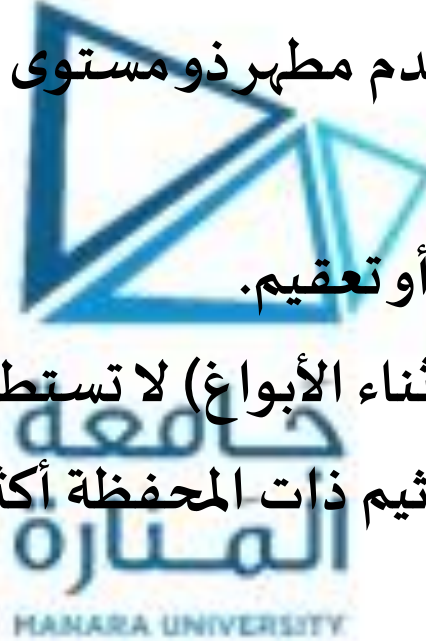 دم مطهر ذو مستوى
أو تعقيم.
ثناء الأبواغ) لا تستط
جامعة
ثيم ذات المحفظة أكث
المنارة
MANARA UNIVERSITY